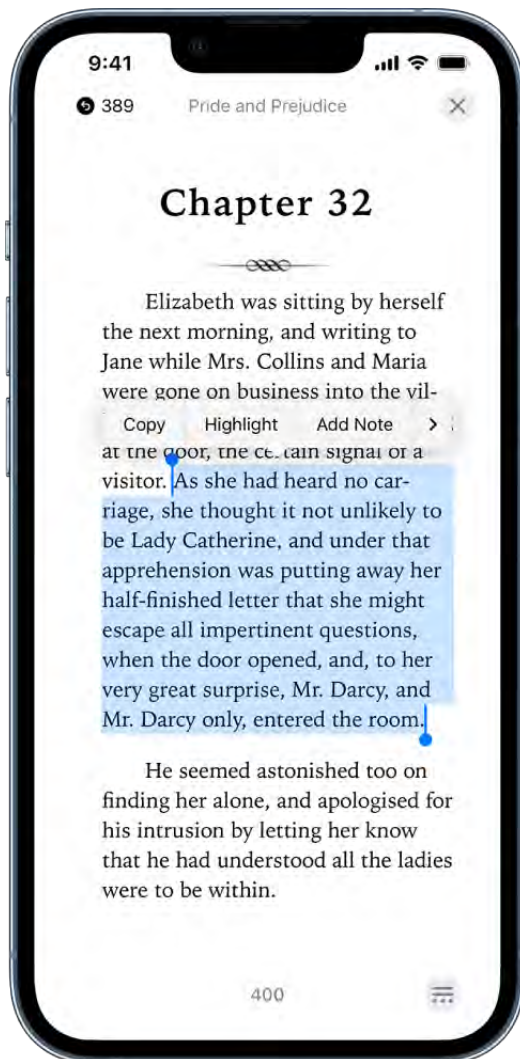 9:41
389 Pride and Prejudice
Chapter 32
Elizabeth was sitting by herself
the next morning, and writing to
Jane while Mrs. Collins and Maria
were gone on business into the vil-
Copy Highlight Add Note >
at the door, the certain signal of a
visitor. As she had heard no car-
riage, she thought it not unlikely to
be Lady Catherine, and under that
apprehension was putting away her
half-finished letter that she might
escape all impertinent questions,
when the door opened, and, to her
very great surprise, Mr. Darcy, and
Mr. Darcy only, entered the room.
He seemed astonished too on
finding her alone, and apologised for
his intrusion by letting her know
that he had understood all the ladies
were to be within.
400